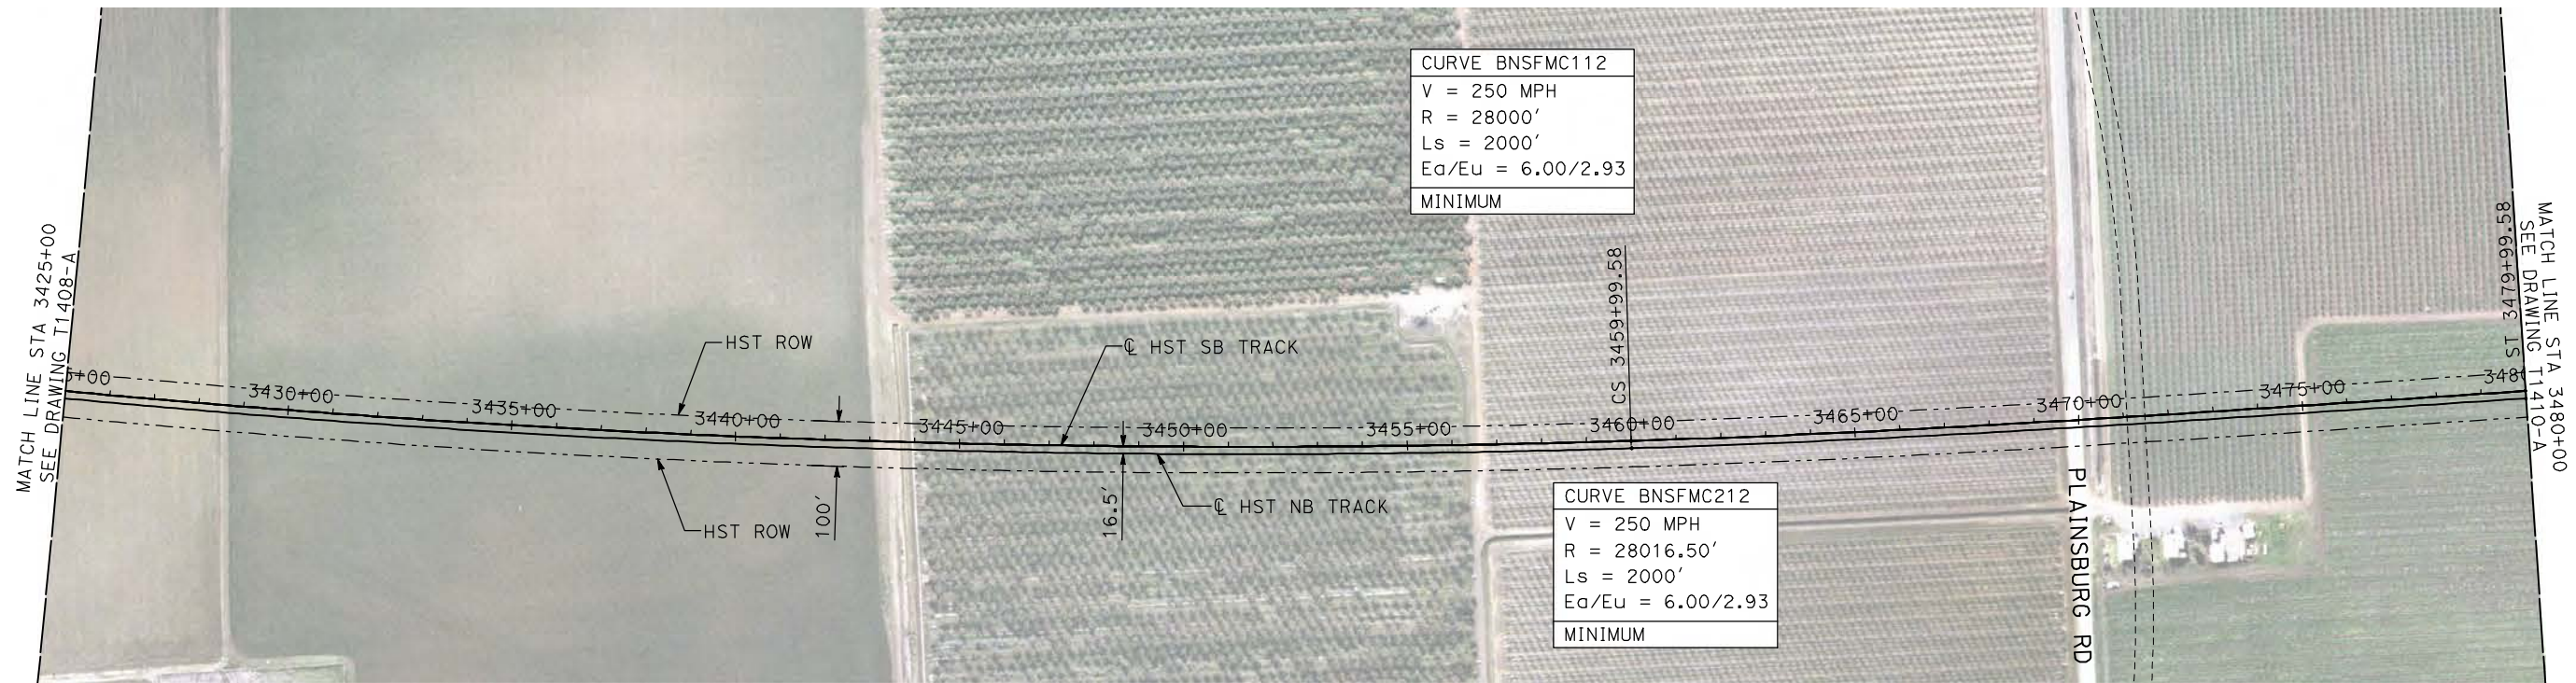 MATCH LINE STA 3425+00
SEE DRAWING T1408-A
CURVE BNSFMC112
V = 250 MPH
R = 28000'
Ls = 2000'
Ea/Eu = 6.00/2.93
MINIMUM
HST ROW
℄ HST SB TRACK
CS 3459+99.58
3430+00
3435+00
3440+00
3445+00
3450+00
3455+00
3460+00
3465+00
3470+00
3475+00
HST ROW
100'
16.5'
℄ HST NB TRACK
CURVE BNSFMC212
V = 250 MPH
R = 28016.50'
Ls = 2000'
Ea/Eu = 6.00/2.93
MINIMUM
PLAINSBURG RD
ST 3479+99.58
MATCH LINE STA 3480+00
SEE DRAWING T1410-A